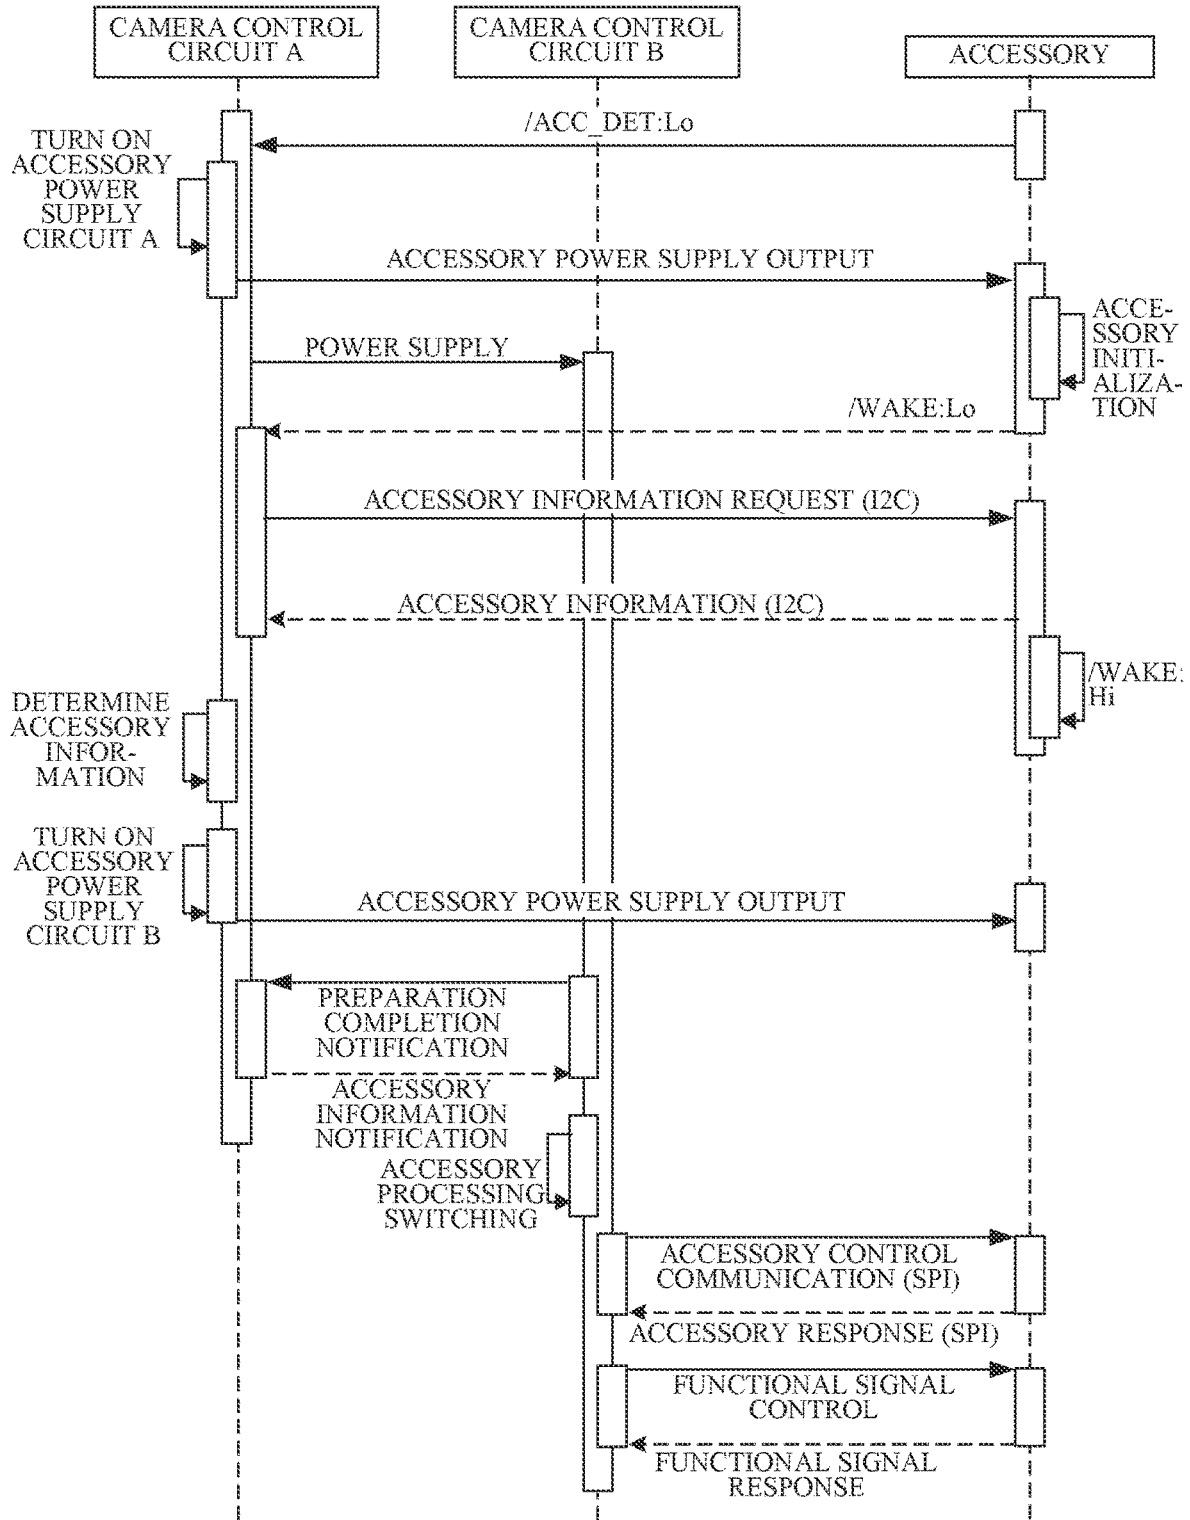 CAMERA CONTROL
CIRCUIT A
CAMERA CONTROL
CIRCUIT B
ACCESSORY
/ACC_DET:Lo
TURN ON
ACCESSORY
POWER
SUPPLY
CIRCUIT A
ACCESSORY POWER SUPPLY OUTPUT
ACCE-
SSORY
INITI-
ALIZA-
TION
POWER SUPPLY
/WAKE:Lo
ACCESSORY INFORMATION REQUEST (I2C)
ACCESSORY INFORMATION (I2C)
/WAKE:
Hi
DETERMINE
ACCESSORY
INFOR-
MATION
TURN ON
ACCESSORY
POWER
SUPPLY
CIRCUIT B
ACCESSORY POWER SUPPLY OUTPUT
PREPARATION
COMPLETION
NOTIFICATION
ACCESSORY
INFORMATION
NOTIFICATION
ACCESSORY
PROCESSING
SWITCHING
ACCESSORY CONTROL
COMMUNICATION (SPI)
ACCESSORY RESPONSE (SPI)
FUNCTIONAL SIGNAL
CONTROL
FUNCTIONAL SIGNAL
RESPONSE